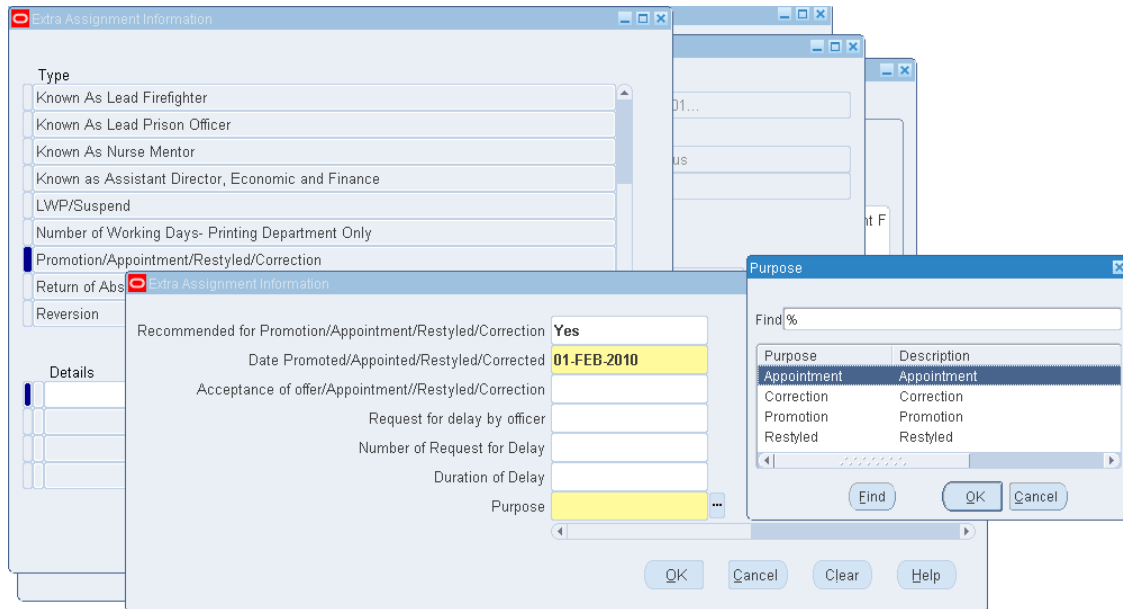 Extra Assignment Information
Type
Known As Lead Firefighter
Known As Lead Prison Officer
Known As Nurse Mentor
Known as Assistant Director, Economic and Finance
LWP/Suspend
Number of Working Days- Printing Department Only
Promotion/Appointment/Restyled/Correction
Return of Abs
Reversion
Details
01...
us
nt F
Extra Assignment Information
Recommended for Promotion/Appointment/Restyled/Correction Yes
Date Promoted/Appointed/Restyled/Corrected 01-FEB-2010
Acceptance of offer/Appointment//Restyled/Correction
Request for delay by officer
Number of Request for Delay
Duration of Delay
Purpose ...
OK Cancel Clear Help
Purpose
Find %
Purpose Description
Appointment Appointment
Correction Correction
Promotion Promotion
Restyled Restyled
Find OK Cancel